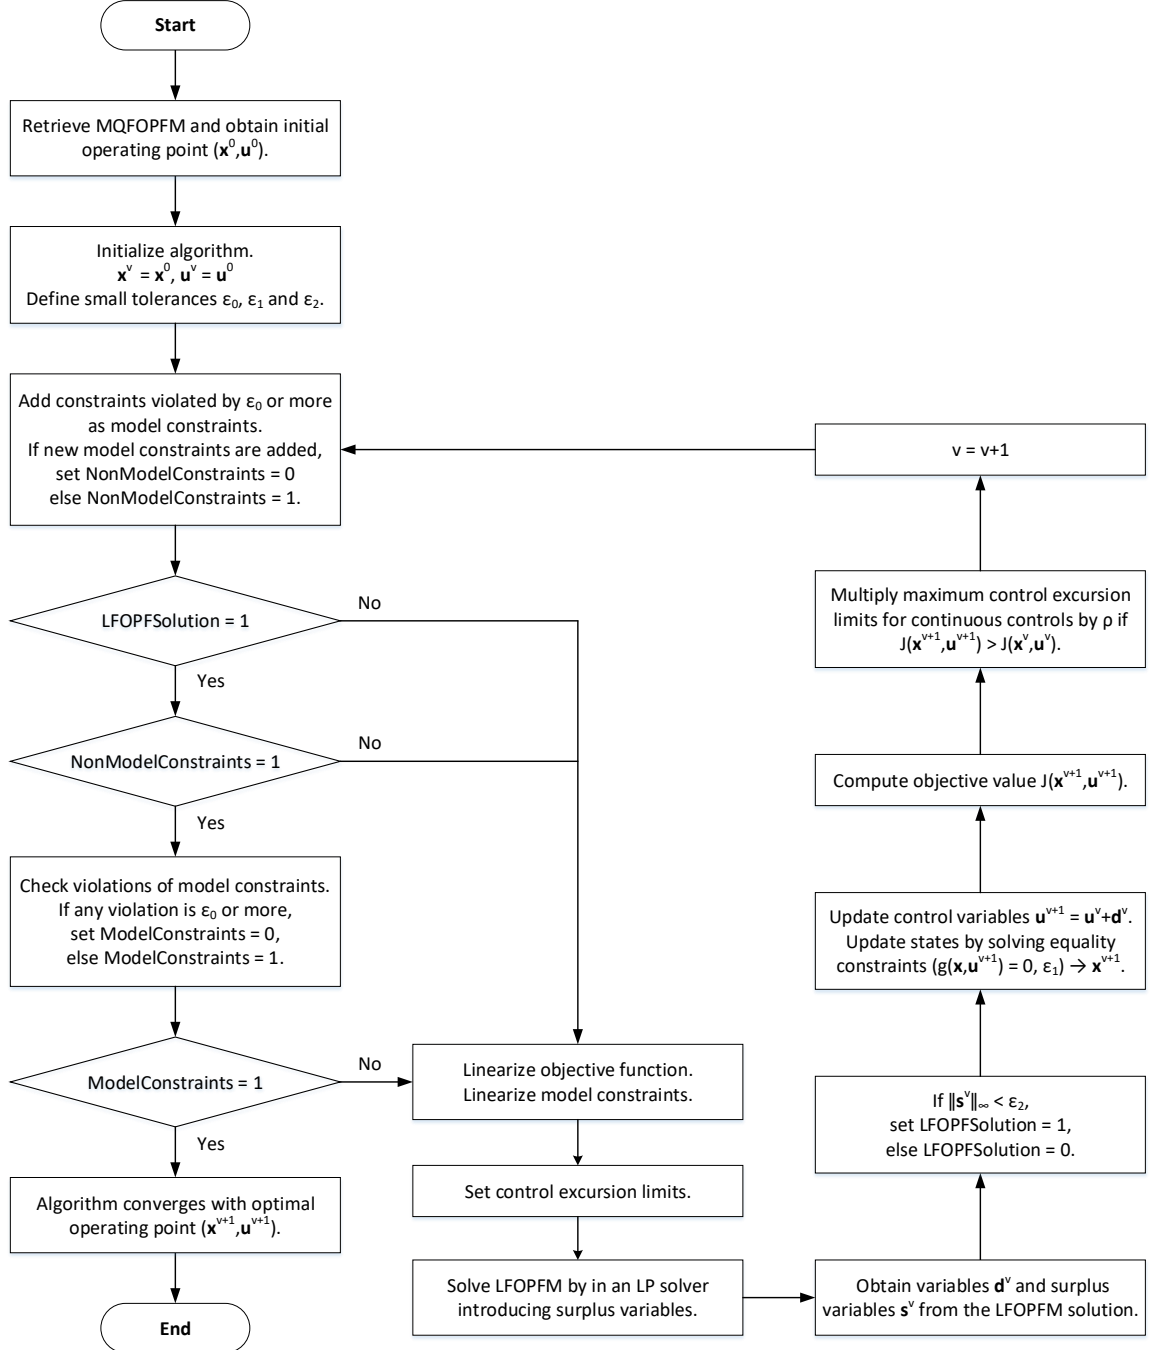 Start
Retrieve MQFOPFM and obtain initial
operating point (x⁰,u⁰).
Initialize algorithm.
xᵛ = x⁰, uᵛ = u⁰
Define small tolerances ε₀, ε₁ and ε₂.
Add constraints violated by ε₀ or more
as model constraints.
If new model constraints are added,
set NonModelConstraints = 0
else NonModelConstraints = 1.
LFOPFSolution = 1
No
Yes
NonModelConstraints = 1
No
Yes
Check violations of model constraints.
If any violation is ε₀ or more,
set ModelConstraints = 0,
else ModelConstraints = 1.
ModelConstraints = 1
No
Yes
Algorithm converges with optimal
operating point (xᵛ⁺¹,uᵛ⁺¹).
End
Linearize objective function.
Linearize model constraints.
Set control excursion limits.
Solve LFOPFM by in an LP solver
introducing surplus variables.
Obtain variables dᵛ and surplus
variables sᵛ from the LFOPFM solution.
If ‖sᵛ‖∞ < ε₂,
set LFOPFSolution = 1,
else LFOPFSolution = 0.
Update control variables uᵛ⁺¹ = uᵛ+dᵛ.
Update states by solving equality
constraints (g(x,uᵛ⁺¹) = 0, ε₁) → xᵛ⁺¹.
Compute objective value J(xᵛ⁺¹,uᵛ⁺¹).
Multiply maximum control excursion
limits for continuous controls by ρ if
J(xᵛ⁺¹,uᵛ⁺¹) > J(xᵛ,uᵛ).
v = v+1